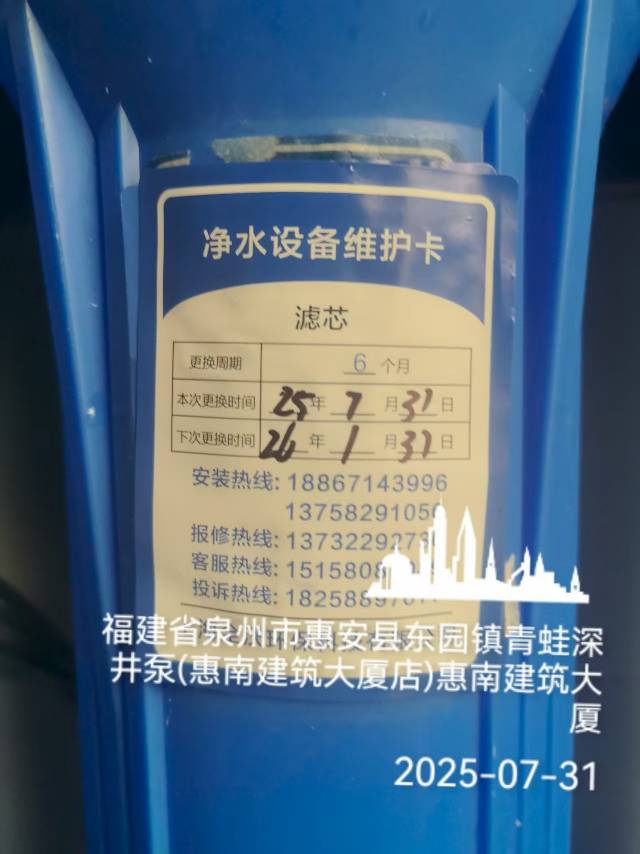 净水设备维护卡
滤芯
更换周期 6 个月
本次更换时间 25 年 7 月 31 日
下次更换时间 26 年 1 月 31 日
安装热线: 18867143996
13758291050
报修热线: 13732292730
客服热线:
投诉热线:
福建省泉州市惠安县东园镇青蛙深
井泵(惠南建筑大厦店)惠南建筑大
厦
2025-07-31